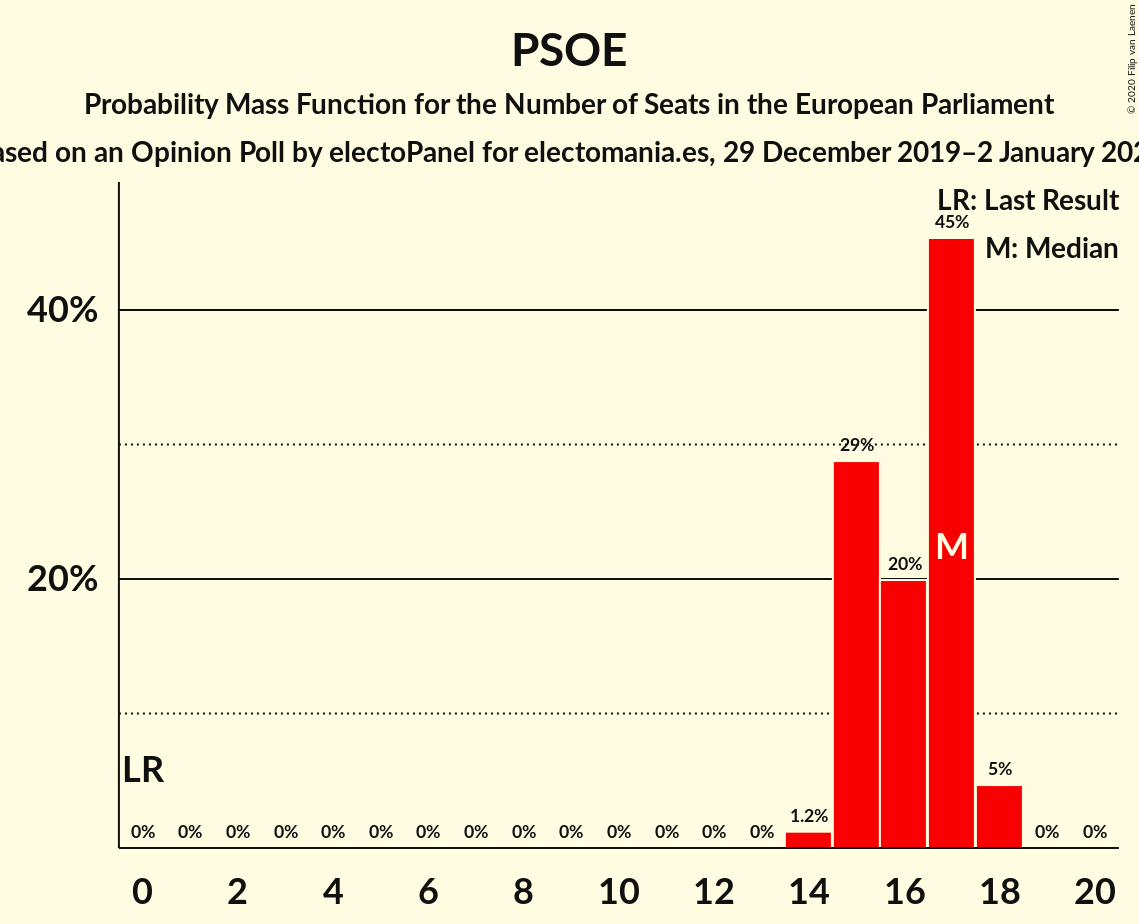 PSOE
Probability Mass Function for the Number of Seats in the European Parliament
ased on an Opinion Poll by electoPanel for electomania.es, 29 December 2019–2 January 202
© 2020 Filip van Laenen
LR: Last Result
45%
M: Median
40%
29%
M
20%
20%
LR
5%
1.2%
0% 0% 0% 0% 0% 0% 0% 0% 0% 0% 0% 0% 0% 0% 0% 0%
0 2 4 6 8 10 12 14 16 18 20